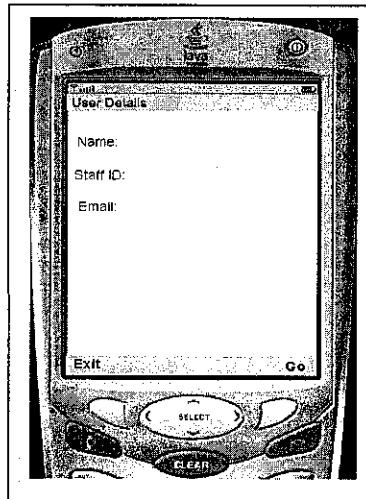 User Details
Name:
Staff ID:
Email:
Exit Go
SELECT
CLEAR